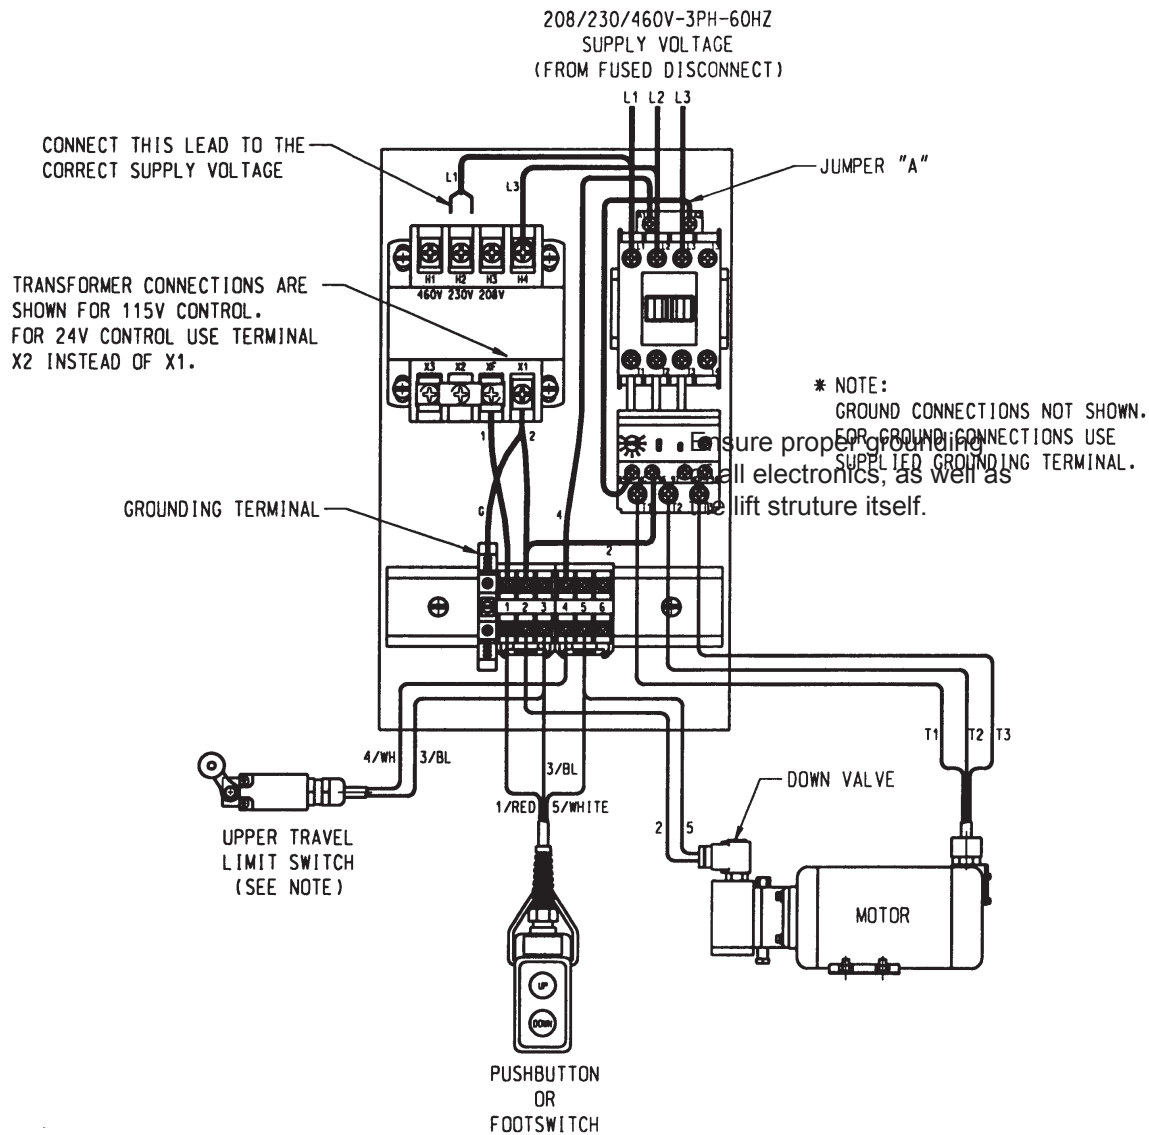 208/230/460V-3PH-60HZ
SUPPLY VOLTAGE
(FROM FUSED DISCONNECT)
L1 L2 L3
CONNECT THIS LEAD TO THE
CORRECT SUPPLY VOLTAGE
JUMPER "A"
L1
L3
H1 H2 H3 H4
460V 230V 208V
TRANSFORMER CONNECTIONS ARE
SHOWN FOR 115V CONTROL.
FOR 24V CONTROL USE TERMINAL
X2 INSTEAD OF X1.
X3 X2 XF X1
* NOTE:
GROUND CONNECTIONS NOT SHOWN.
FOR GROUND CONNECTIONS USE
SUPPLIED GROUNDING TERMINAL.
Ensure proper grounding
all electronics, as well as
lift struture itself.
1 2
GROUNDING TERMINAL
G
4
2
1 2 3 4 5 6
T1 T2 T3
4/WH 3/BL
3/BL
1/RED 5/WHITE
2 5
DOWN VALVE
UPPER TRAVEL
LIMIT SWITCH
(SEE NOTE)
MOTOR
UP
DOWN
PUSHBUTTON
OR
FOOTSWITCH